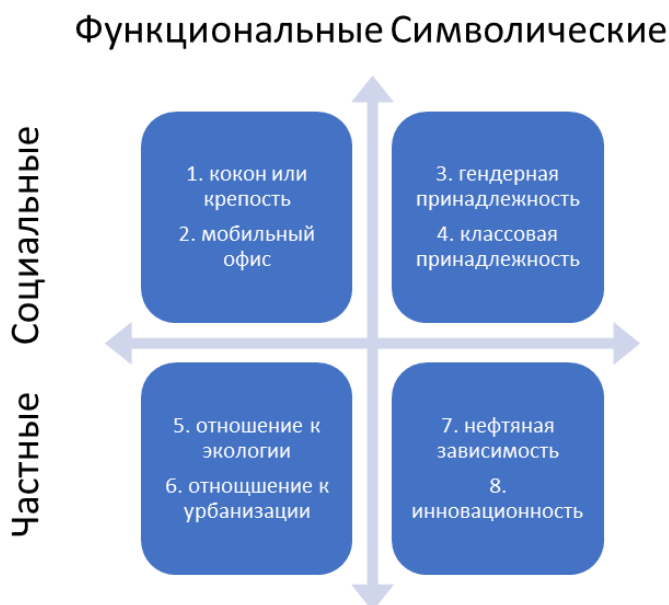 Функциональные Символические
Социальные
1. кокон или
крепость
2. мобильный
офис
3. гендерная
принадлежность
4. классовая
принадлежность
Частные
5. отношение к
экологии
6. отнощшение к
урбанизации
7. нефтяная
зависимость
8.
инновационность